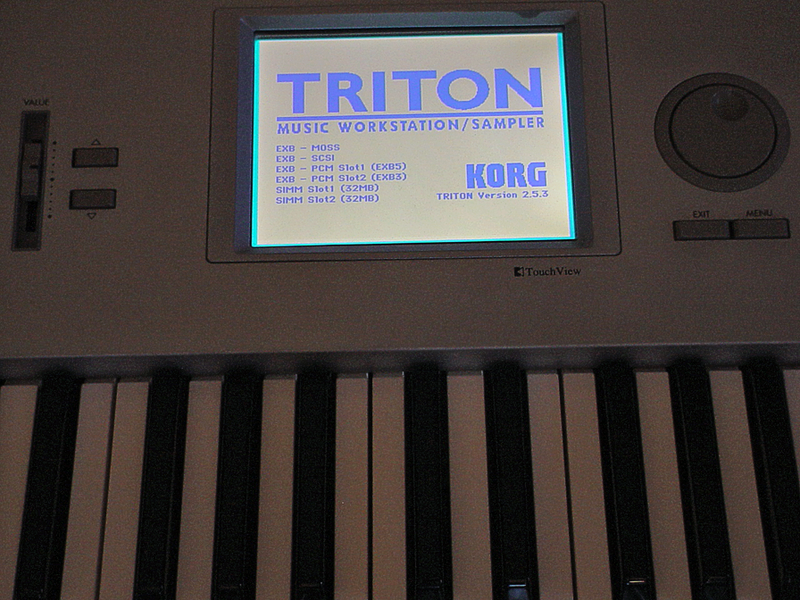 VALUE
TRITON
MUSIC WORKSTATION/SAMPLER
EXB - MOSS
EXB - SCSI
EXB - PCM Slot1 (EXB5)
EXB - PCM Slot2 (EXB3)
SIMM Slot1 (32MB)
SIMM Slot2 (32MB)
KORG
TRITON Version 2.5.3
EXIT MENU
TouchView